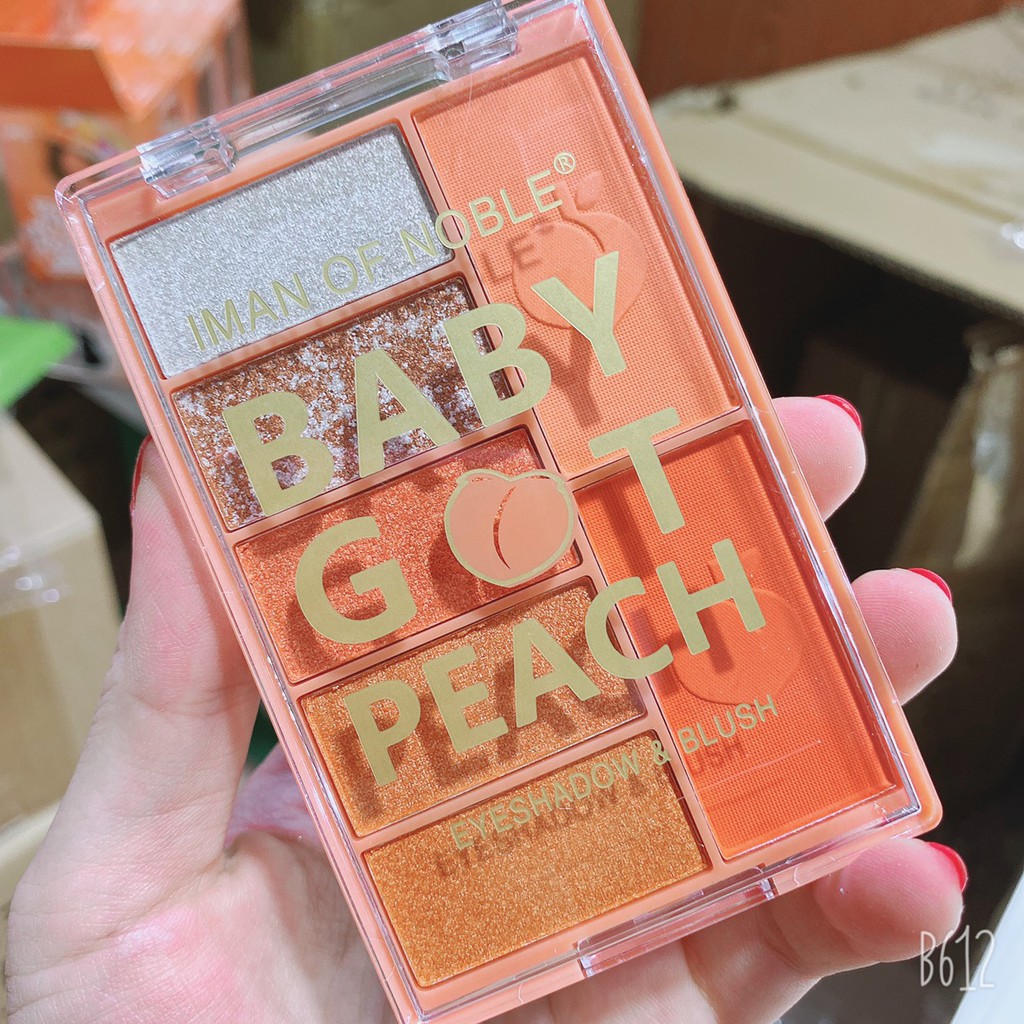 IMAN OF NOBLE®
BABY
GOT
PEACH
EYESHADOW & BLUSH
B612